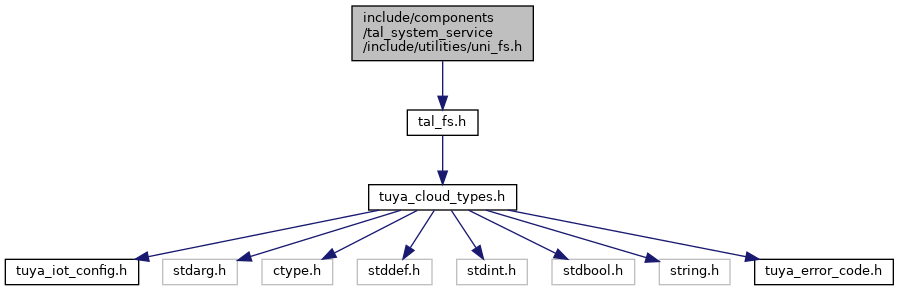 include/components
/tal_system_service
/include/utilities/uni_fs.h
tal_fs.h
tuya_cloud_types.h
tuya_iot_config.h
stdarg.h
ctype.h
stddef.h
stdint.h
stdbool.h
string.h
tuya_error_code.h